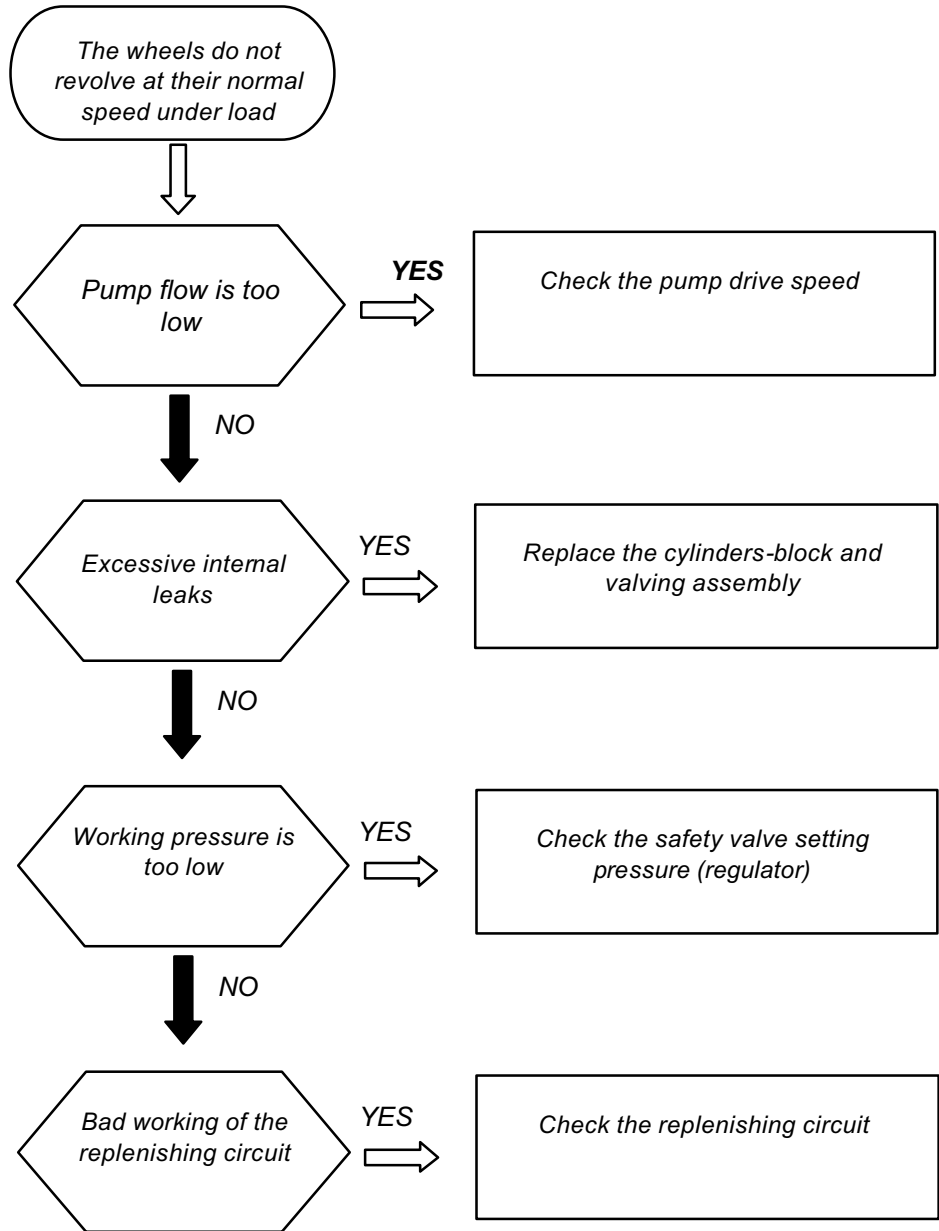 The wheels do not
revolve at their normal
speed under load
Pump flow is too
low
YES
Check the pump drive speed
NO
Excessive internal
leaks
YES
Replace the cylinders-block and
valving assembly
NO
Working pressure is
too low
YES
Check the safety valve setting
pressure (regulator)
NO
Bad working of the
replenishing circuit
YES
Check the replenishing circuit